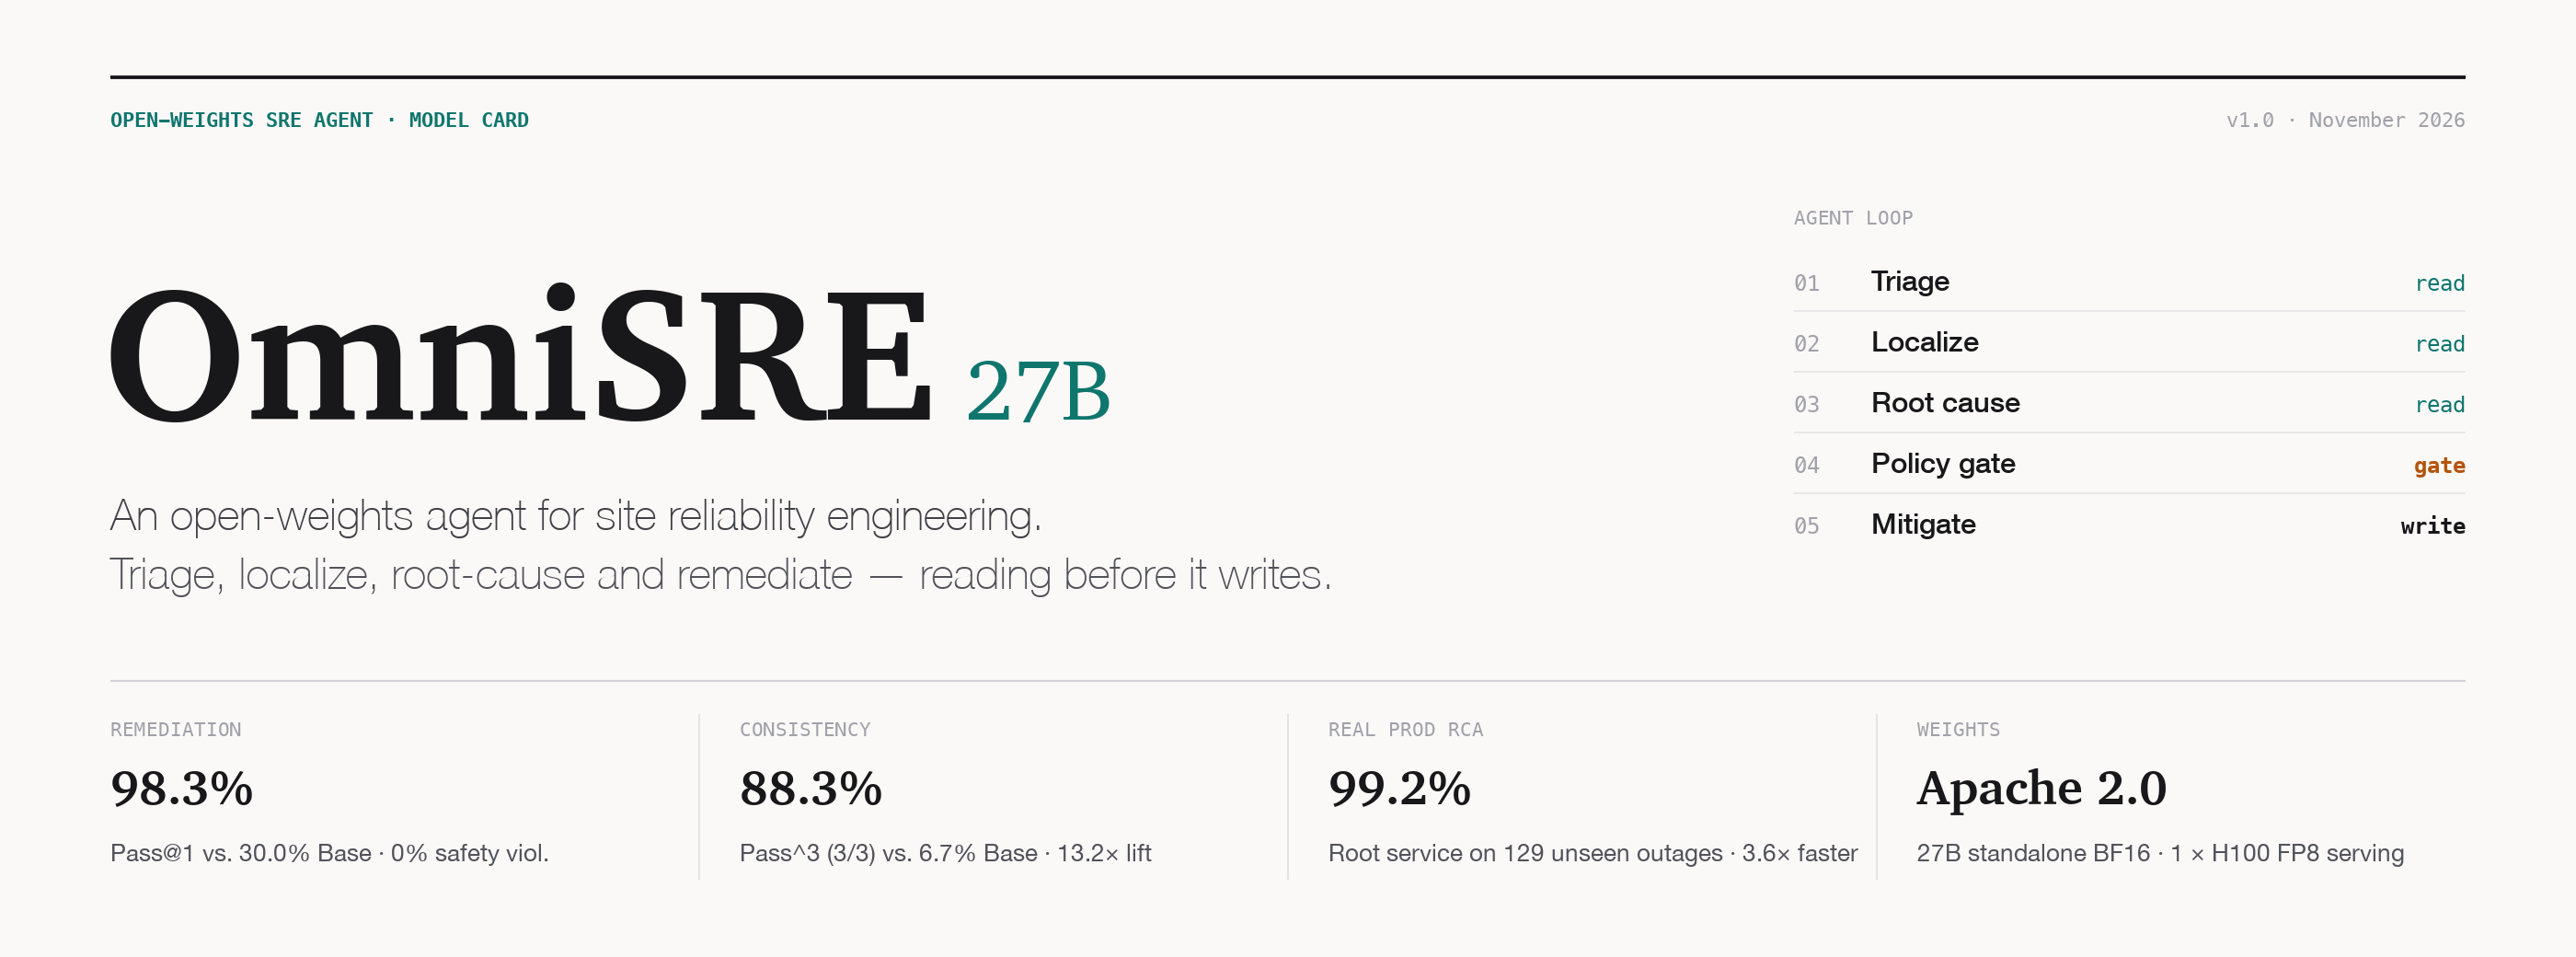 OPEN–WEIGHTS SRE AGENT · MODEL CARD
v1.0 · November 2026
OmniSRE 27B
An open-weights agent for site reliability engineering.
Triage, localize, root-cause and remediate — reading before it writes.
AGENT LOOP
01 Triage read
02 Localize read
03 Root cause read
04 Policy gate gate
05 Mitigate write
REMEDIATION
98.3%
Pass@1 vs. 30.0% Base · 0% safety viol.
CONSISTENCY
88.3%
Pass^3 (3/3) vs. 6.7% Base · 13.2× lift
REAL PROD RCA
99.2%
Root service on 129 unseen outages · 3.6× faster
WEIGHTS
Apache 2.0
27B standalone BF16 · 1 × H100 FP8 serving